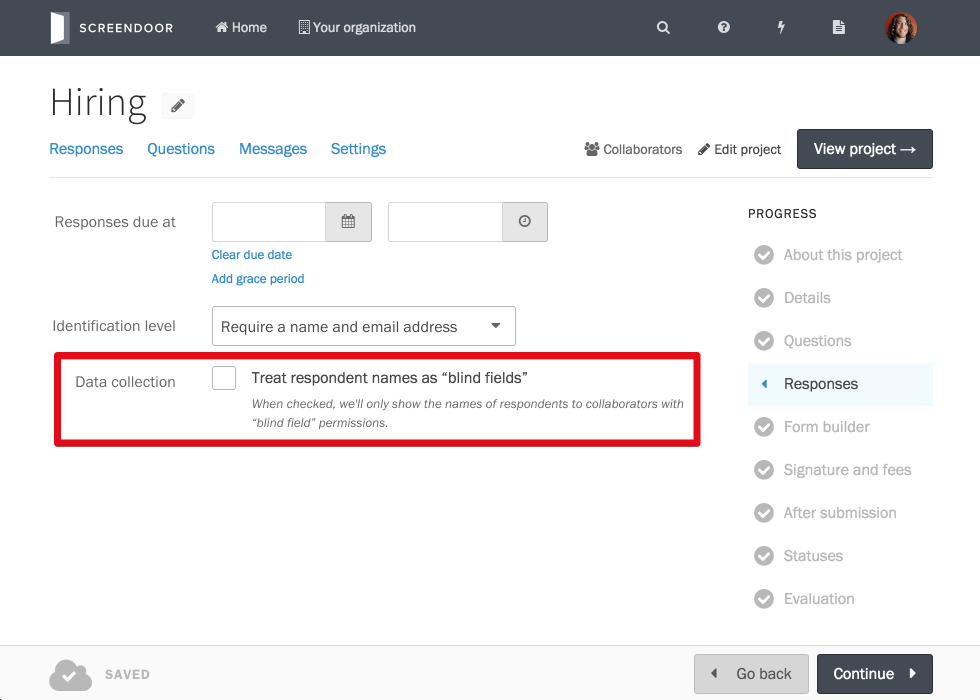 SCREENDOOR Home Your organization
Hiring
Responses Questions Messages Settings
Collaborators Edit project View project →
Responses due at
Clear due date
Add grace period
Identification level Require a name and email address
Data collection Treat respondent names as “blind fields”
When checked, we'll only show the names of respondents to collaborators with
“blind field” permissions.
PROGRESS
About this project
Details
Questions
Responses
Form builder
Signature and fees
After submission
Statuses
Evaluation
SAVED Go back Continue